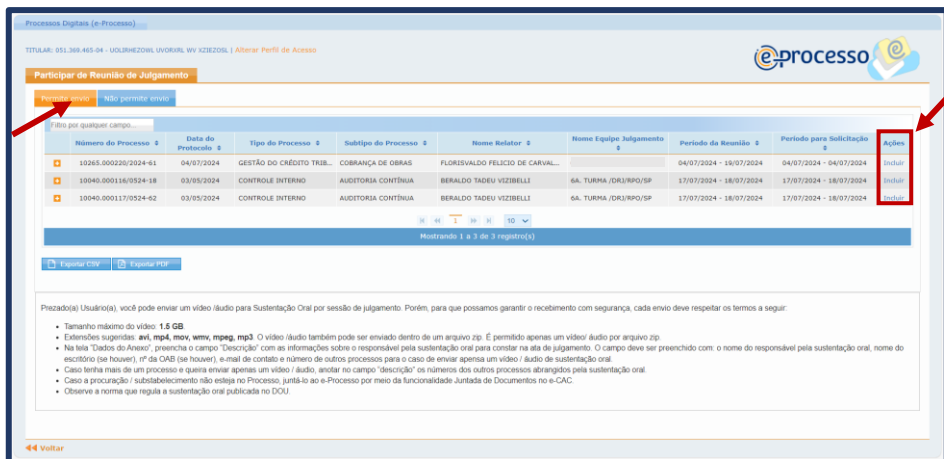 Processos Digitais (e-Processo)
TITULAR: 051.369.465-04 - UOLIRHEZOWL UVORXRL WV XZIEZOSL | Alterar Perfil de Acesso
e-processo
Participar de Reunião de Julgamento
Permite envio Não permite envio
Filtro por qualquer campo...
Número do Processo Data do Protocolo Tipo do Processo Subtipo do Processo Nome Relator Nome Equipe Julgamento Período da Reunião Período para Solicitação Ações
10265.000220/2024-61 04/07/2024 GESTÃO DO CRÉDITO TRIB... COBRANÇA DE OBRAS FLORISVALDO FELICIO DE CARVAL... 04/07/2024 - 19/07/2024 04/07/2024 - 04/07/2024 Incluir
10040.000116/0524-18 03/05/2024 CONTROLE INTERNO AUDITORIA CONTÍNUA BERALDO TADEU VIZIBELLI 6A. TURMA /DRJ/RPO/SP 17/07/2024 - 18/07/2024 17/07/2024 - 18/07/2024 Incluir
10040.000117/0524-62 03/05/2024 CONTROLE INTERNO AUDITORIA CONTÍNUA BERALDO TADEU VIZIBELLI 6A. TURMA /DRJ/RPO/SP 17/07/2024 - 18/07/2024 17/07/2024 - 18/07/2024 Incluir
1 10
Mostrando 1 a 3 de 3 registro(s)
Exportar CSV Exportar PDF
Prezado(a) Usuário(a), você pode enviar um vídeo /áudio para Sustentação Oral por sessão de julgamento. Porém, para que possamos garantir o recebimento com segurança, cada envio deve respeitar os termos a seguir:
• Tamanho máximo do vídeo: 1.5 GB.
• Extensões sugeridas: avi, mp4, mov, wmv, mpeg, mp3. O vídeo /áudio também pode ser enviado dentro de um arquivo zip. É permitido apenas um vídeo/ áudio por arquivo zip.
• Na tela "Dados do Anexo", preencha o campo "Descrição" com as informações sobre o responsável pela sustentação oral para constar na ata de julgamento. O campo deve ser preenchido com: o nome do responsável pela sustentação oral, nome do
escritório (se houver), nº da OAB (se houver), e-mail de contato e número de outros processos para o caso de enviar apensa um vídeo / áudio de sustentação oral.
• Caso tenha mais de um processo e queira enviar apenas um vídeo / áudio, anotar no campo "descrição" os números dos outros processos abrangidos pela sustentação oral.
• Caso a procuração / substabelecimento não esteja no Processo, juntá-lo ao e-Processo por meio da funcionalidade Juntada de Documentos no e-CAC.
• Observe a norma que regula a sustentação oral publicada no DOU.
Voltar